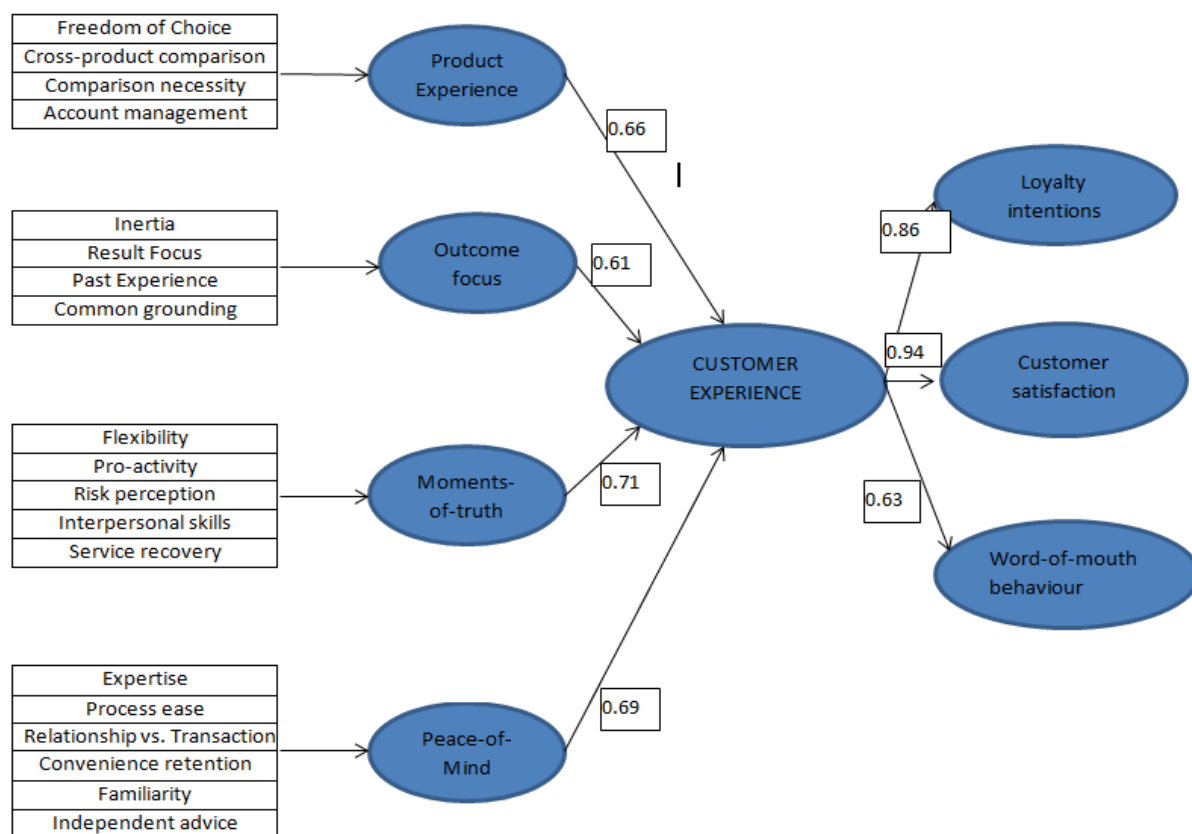 Freedom of Choice
Cross-product comparison
Comparison necessity
Account management
Product
Experience
0.66
Inertia
Result Focus
Past Experience
Common grounding
Outcome
focus
0.61
Flexibility
Pro-activity
Risk perception
Interpersonal skills
Service recovery
Moments-
of-truth
0.71
Expertise
Process ease
Relationship vs. Transaction
Convenience retention
Familiarity
Independent advice
Peace-of-
Mind
0.69
CUSTOMER
EXPERIENCE
0.86
Loyalty
intentions
0.94
Customer
satisfaction
0.63
Word-of-mouth
behaviour